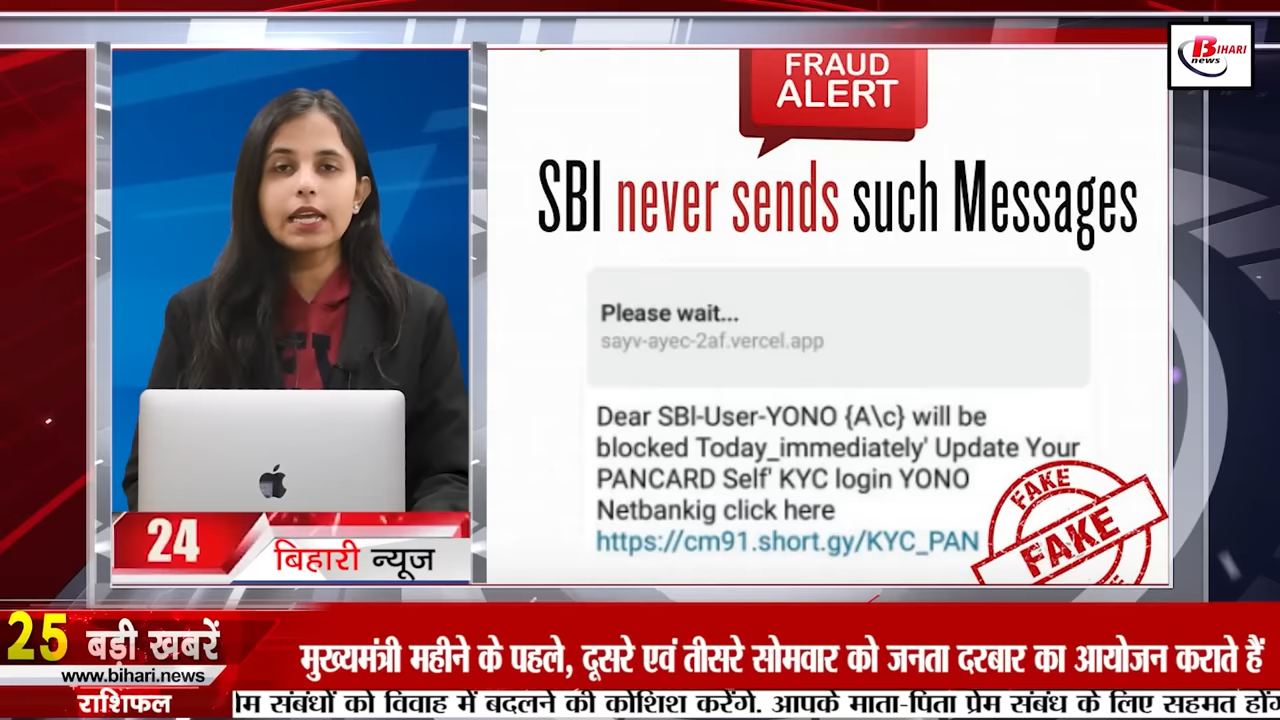 BIHARI
news
FRAUD
ALERT
SBI never sends such Messages
Please wait...
sayv-ayec-2af.vercel.app
Dear SBI-User-YONO {A\c} will be
blocked Today_immediately' Update Your
PANCARD Self' KYC login YONO
Netbankig click here
https://cm91.short.gy/KYC_PAN
FAKE
FAKE
24
बिहारी न्यूज
25 बड़ी खबरें
www.bihari.news
मुख्यमंत्री महीने के पहले, दूसरे एवं तीसरे सोमवार को जनता दरबार का आयोजन कराते हैं
राशिफल
संबंधों को विवाह में बदलने की कोशिश करेंगे. आपके माता-पिता प्रेम संबंध के लिए सहमत